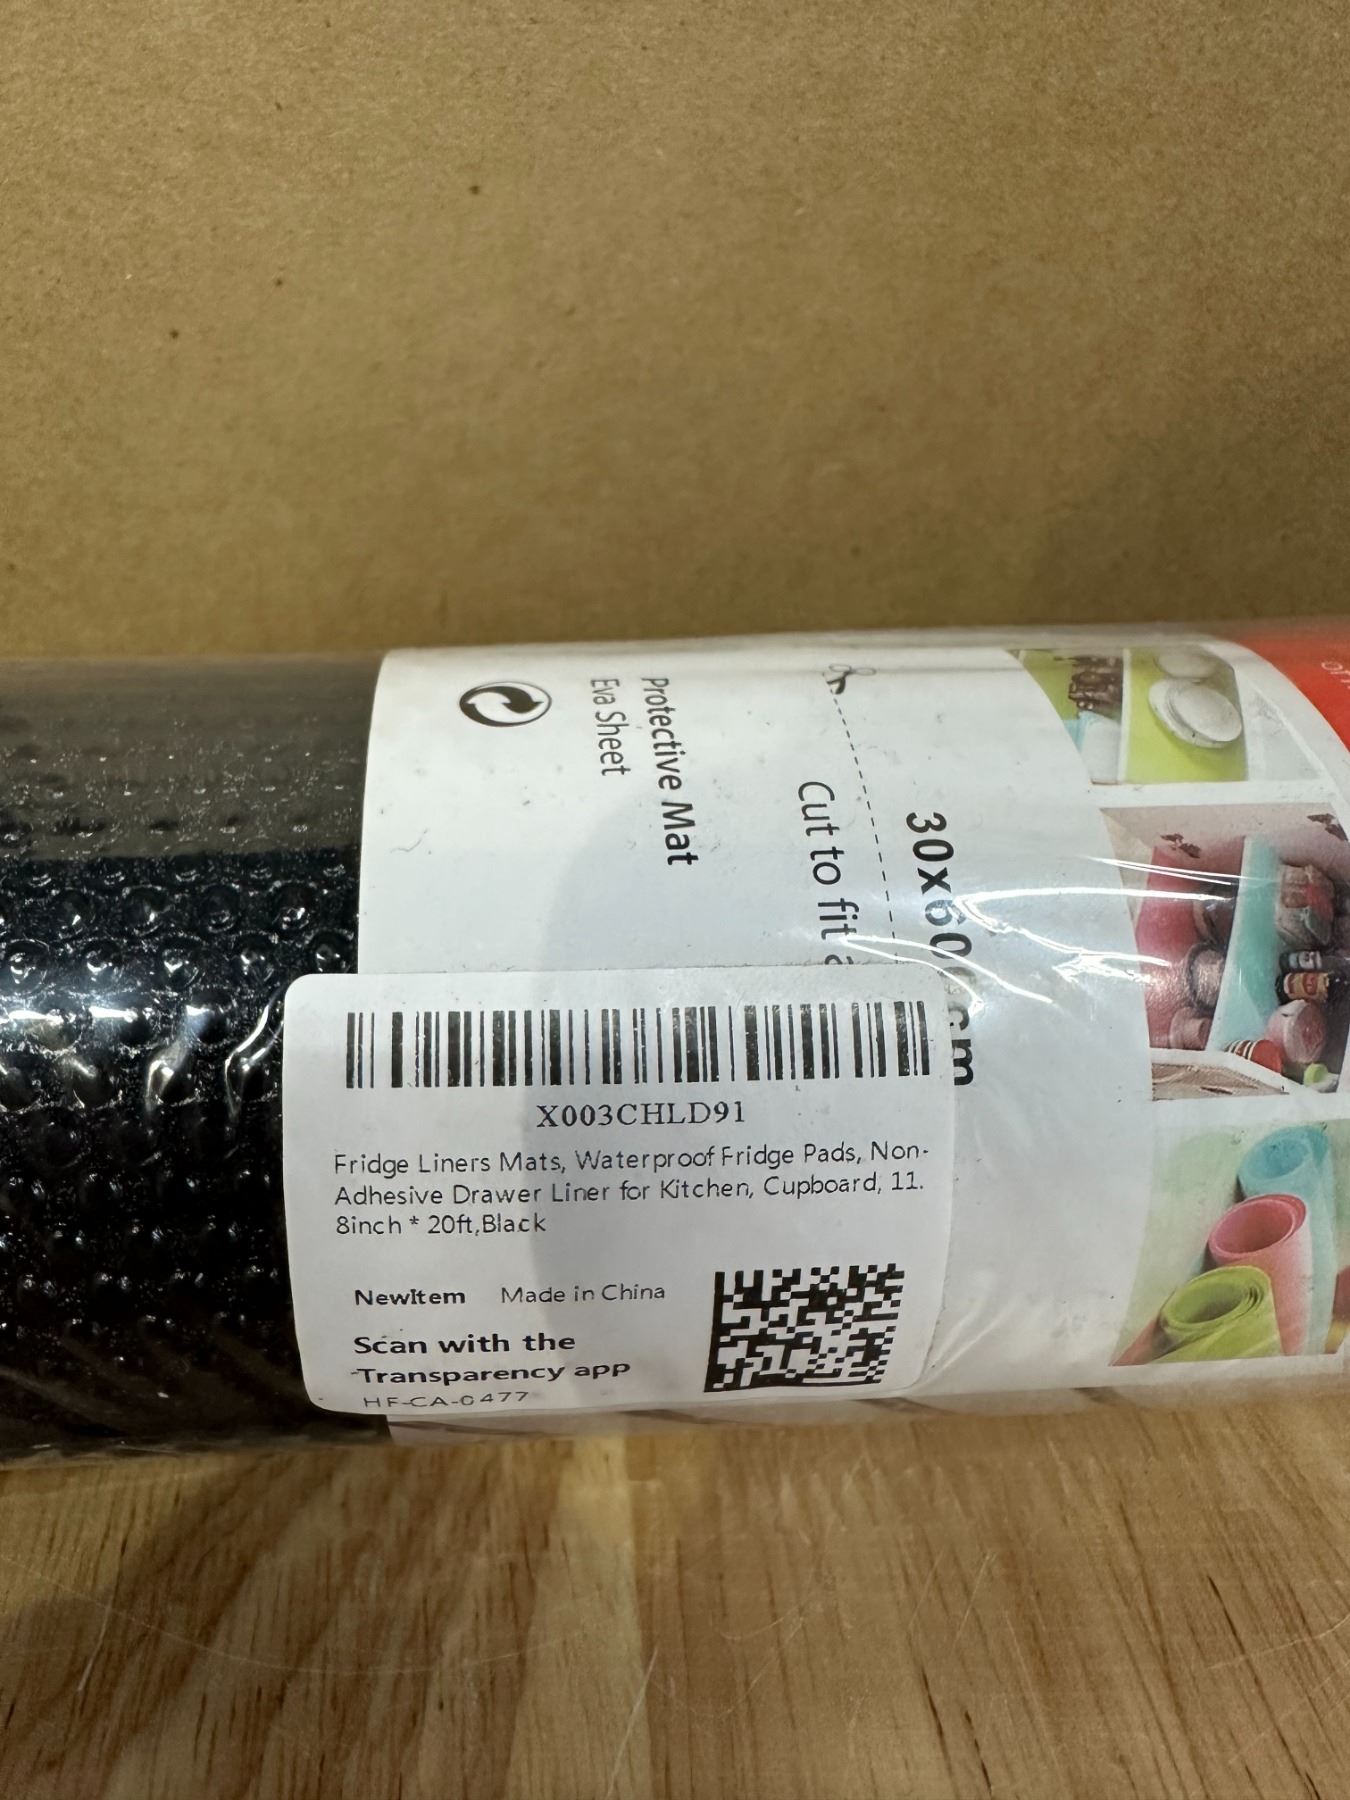 Protective Mat
Eva Sheet
Cut to fit
X003CHLD91
Fridge Liners Mats, Waterproof Fridge Pads, Non-
Adhesive Drawer Liner for Kitchen, Cupboard, 11.
8inch * 20ft,Black
NewItem Made in China
Scan with the
Transparency app
HF-CA-0477